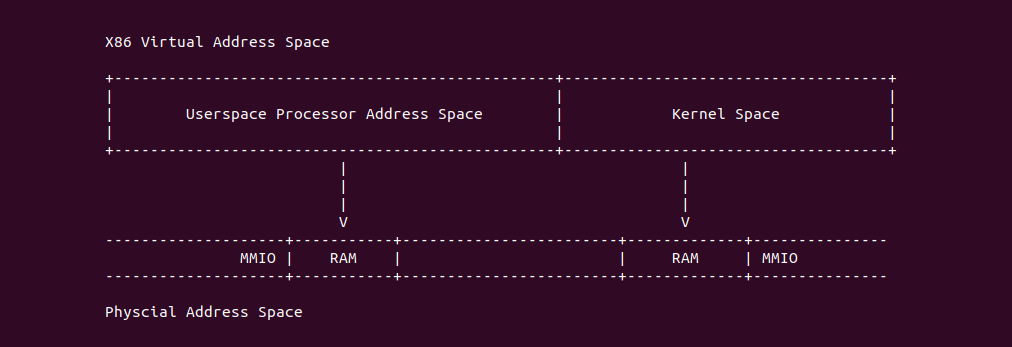 X86 Virtual Address Space
Userspace Processor Address Space Kernel Space
V V
MMIO RAM RAM MMIO
Physcial Address Space